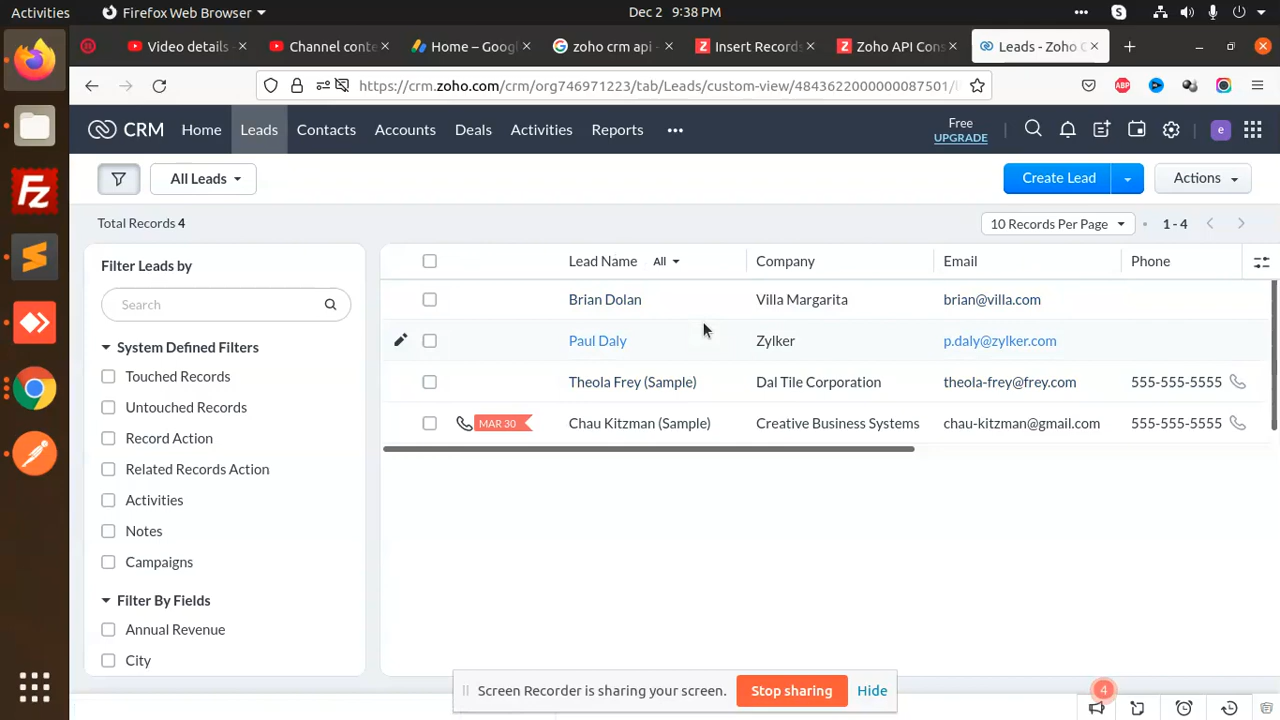 Activities Firefox Web Browser Dec 2 9:38 PM
Video details - Channel conte Home – Goog zoho crm api - Insert Records Zoho API Cons Leads - Zoho C
https://crm.zoho.com/crm/org746971223/tab/Leads/custom-view/4843622000000087501/l
CRM Home Leads Contacts Accounts Deals Activities Reports ••• Free
UPGRADE
All Leads Create Lead Actions
Total Records 4 10 Records Per Page 1 - 4
Filter Leads by Lead Name All Company Email Phone
Search
Brian Dolan Villa Margarita brian@villa.com
System Defined Filters Paul Daly Zylker p.daly@zylker.com
Touched Records Theola Frey (Sample) Dal Tile Corporation theola-frey@frey.com 555-555-5555
Untouched Records
MAR 30 Chau Kitzman (Sample) Creative Business Systems chau-kitzman@gmail.com 555-555-5555
Record Action
Related Records Action
Activities
Notes
Campaigns
Filter By Fields
Annual Revenue
City
Screen Recorder is sharing your screen. Stop sharing Hide
4